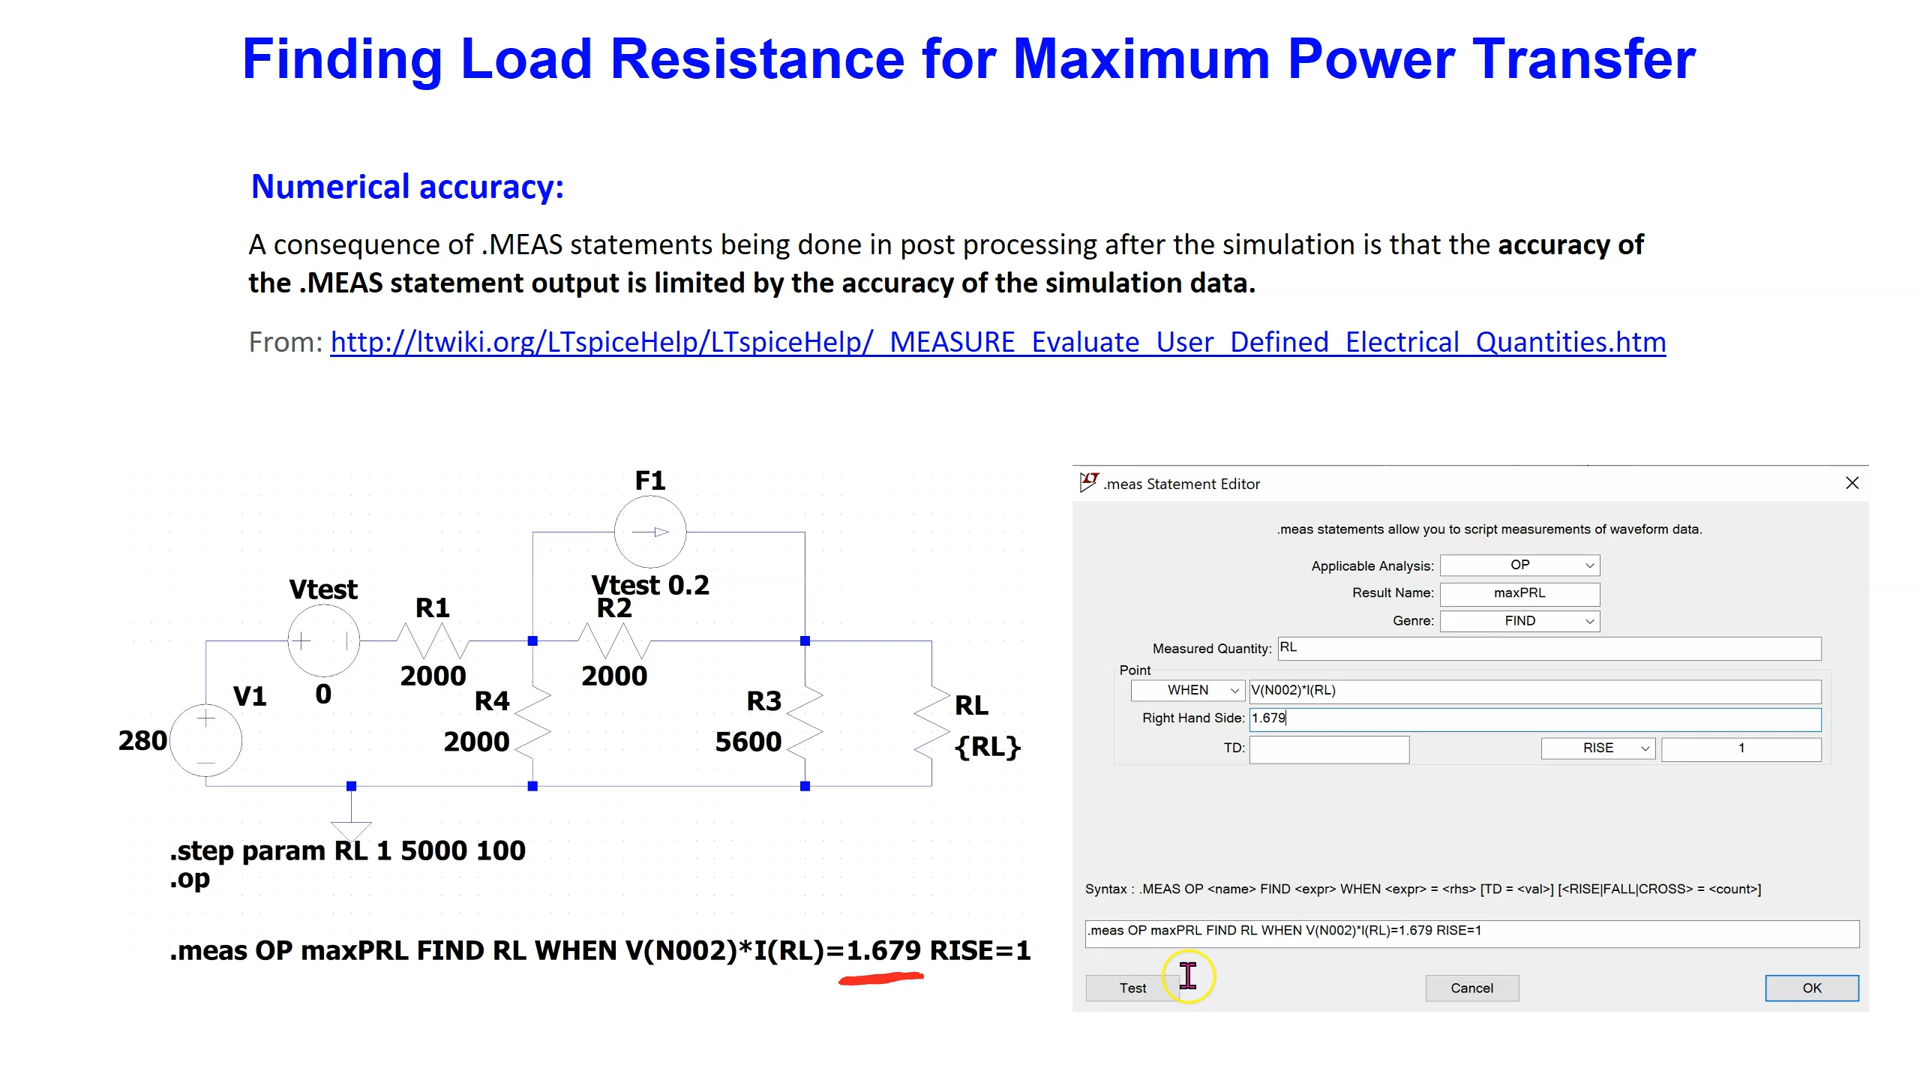 Finding Load Resistance for Maximum Power Transfer
Numerical accuracy:
A consequence of .MEAS statements being done in post processing after the simulation is that the accuracy of
the .MEAS statement output is limited by the accuracy of the simulation data.
From: http://ltwiki.org/LTspiceHelp/LTspiceHelp/_MEASURE_Evaluate_User_Defined_Electrical_Quantities.htm
F1
Vtest 0.2
Vtest
0
R1
2000
R2
2000
V1
280
R4
2000
R3
5600
RL
{RL}
.step param RL 1 5000 100
.op
.meas OP maxPRL FIND RL WHEN V(N002)*I(RL)=1.679 RISE=1
.meas Statement Editor
.meas statements allow you to script measurements of waveform data.
Applicable Analysis: OP
Result Name: maxPRL
Genre: FIND
Measured Quantity: RL
Point
WHEN V(N002)*I(RL)
Right Hand Side: 1.679
TD: RISE 1
Syntax : .MEAS OP <name> FIND <expr> WHEN <expr> = <rhs> [TD = <val>] [<RISE|FALL|CROSS> = <count>]
.meas OP maxPRL FIND RL WHEN V(N002)*I(RL)=1.679 RISE=1
Test Cancel OK